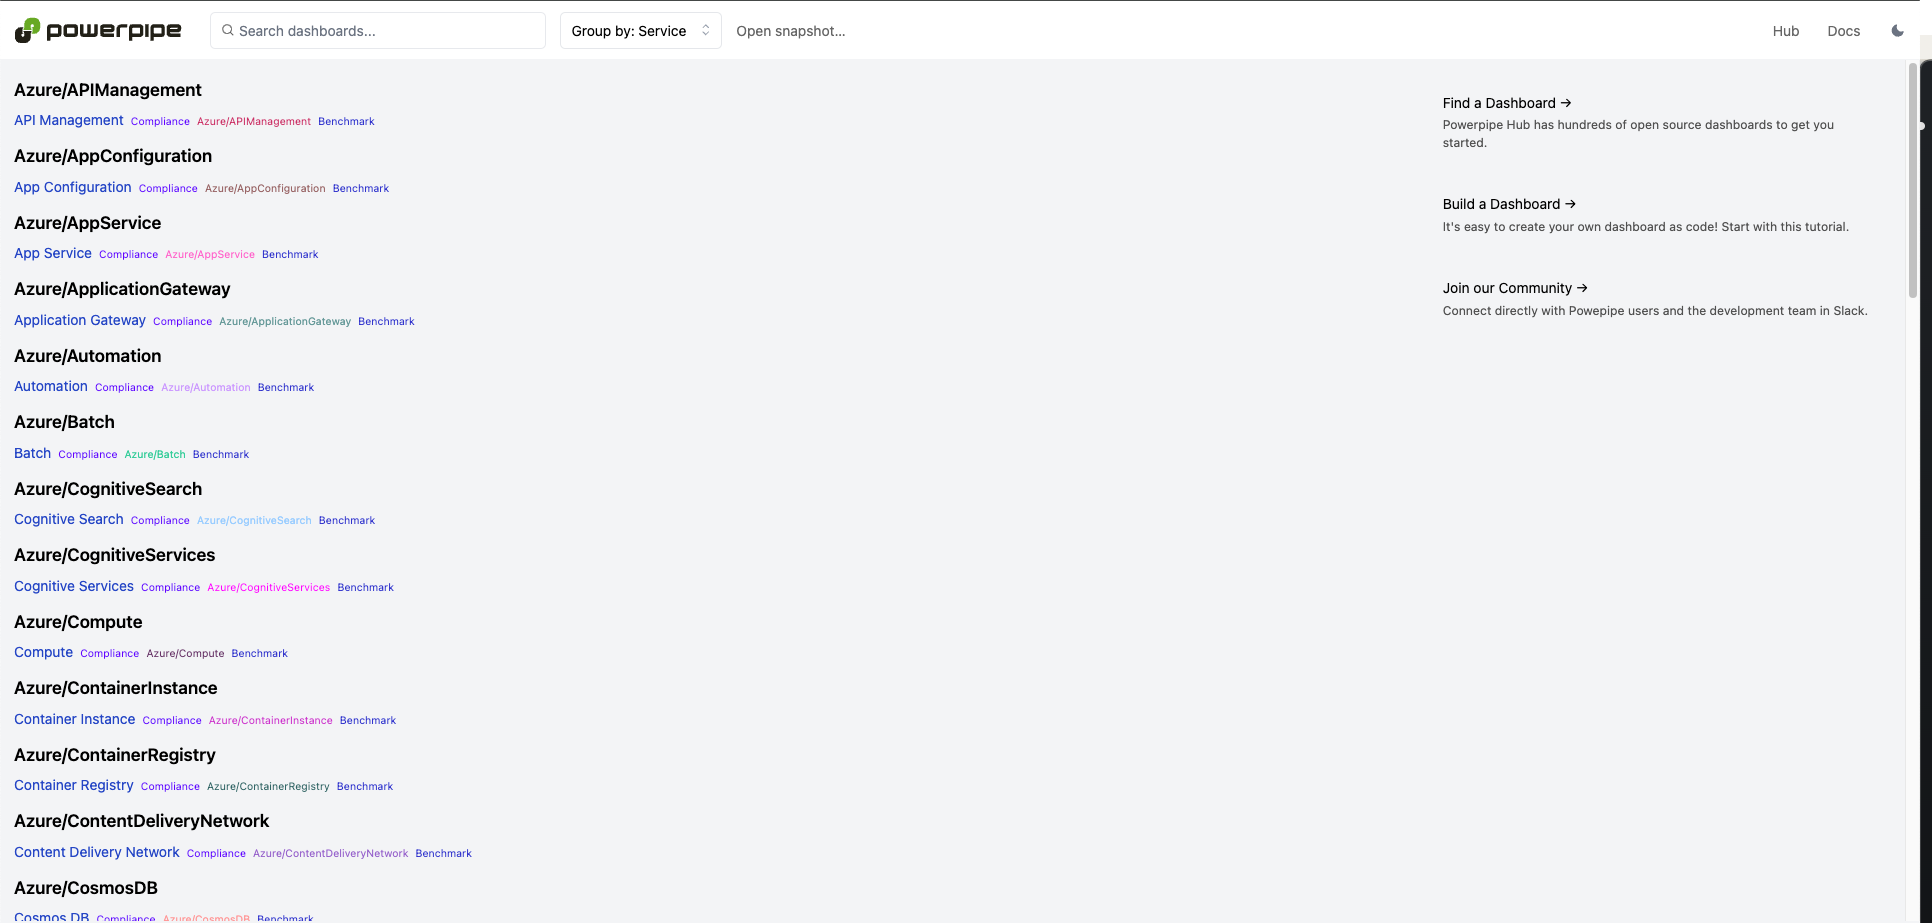 powerpipe Search dashboards... Group by: Service Open snapshot... Hub Docs
Azure/APIManagement
API Management Compliance Azure/APIManagement Benchmark
Azure/AppConfiguration
App Configuration Compliance Azure/AppConfiguration Benchmark
Azure/AppService
App Service Compliance Azure/AppService Benchmark
Azure/ApplicationGateway
Application Gateway Compliance Azure/ApplicationGateway Benchmark
Azure/Automation
Automation Compliance Azure/Automation Benchmark
Azure/Batch
Batch Compliance Azure/Batch Benchmark
Azure/CognitiveSearch
Cognitive Search Compliance Azure/CognitiveSearch Benchmark
Azure/CognitiveServices
Cognitive Services Compliance Azure/CognitiveServices Benchmark
Azure/Compute
Compute Compliance Azure/Compute Benchmark
Azure/ContainerInstance
Container Instance Compliance Azure/ContainerInstance Benchmark
Azure/ContainerRegistry
Container Registry Compliance Azure/ContainerRegistry Benchmark
Azure/ContentDeliveryNetwork
Content Delivery Network Compliance Azure/ContentDeliveryNetwork Benchmark
Azure/CosmosDB
Cosmos DB Compliance Azure/CosmosDB Benchmark
Find a Dashboard →
Powerpipe Hub has hundreds of open source dashboards to get you
started.
Build a Dashboard →
It's easy to create your own dashboard as code! Start with this tutorial.
Join our Community →
Connect directly with Powepipe users and the development team in Slack.